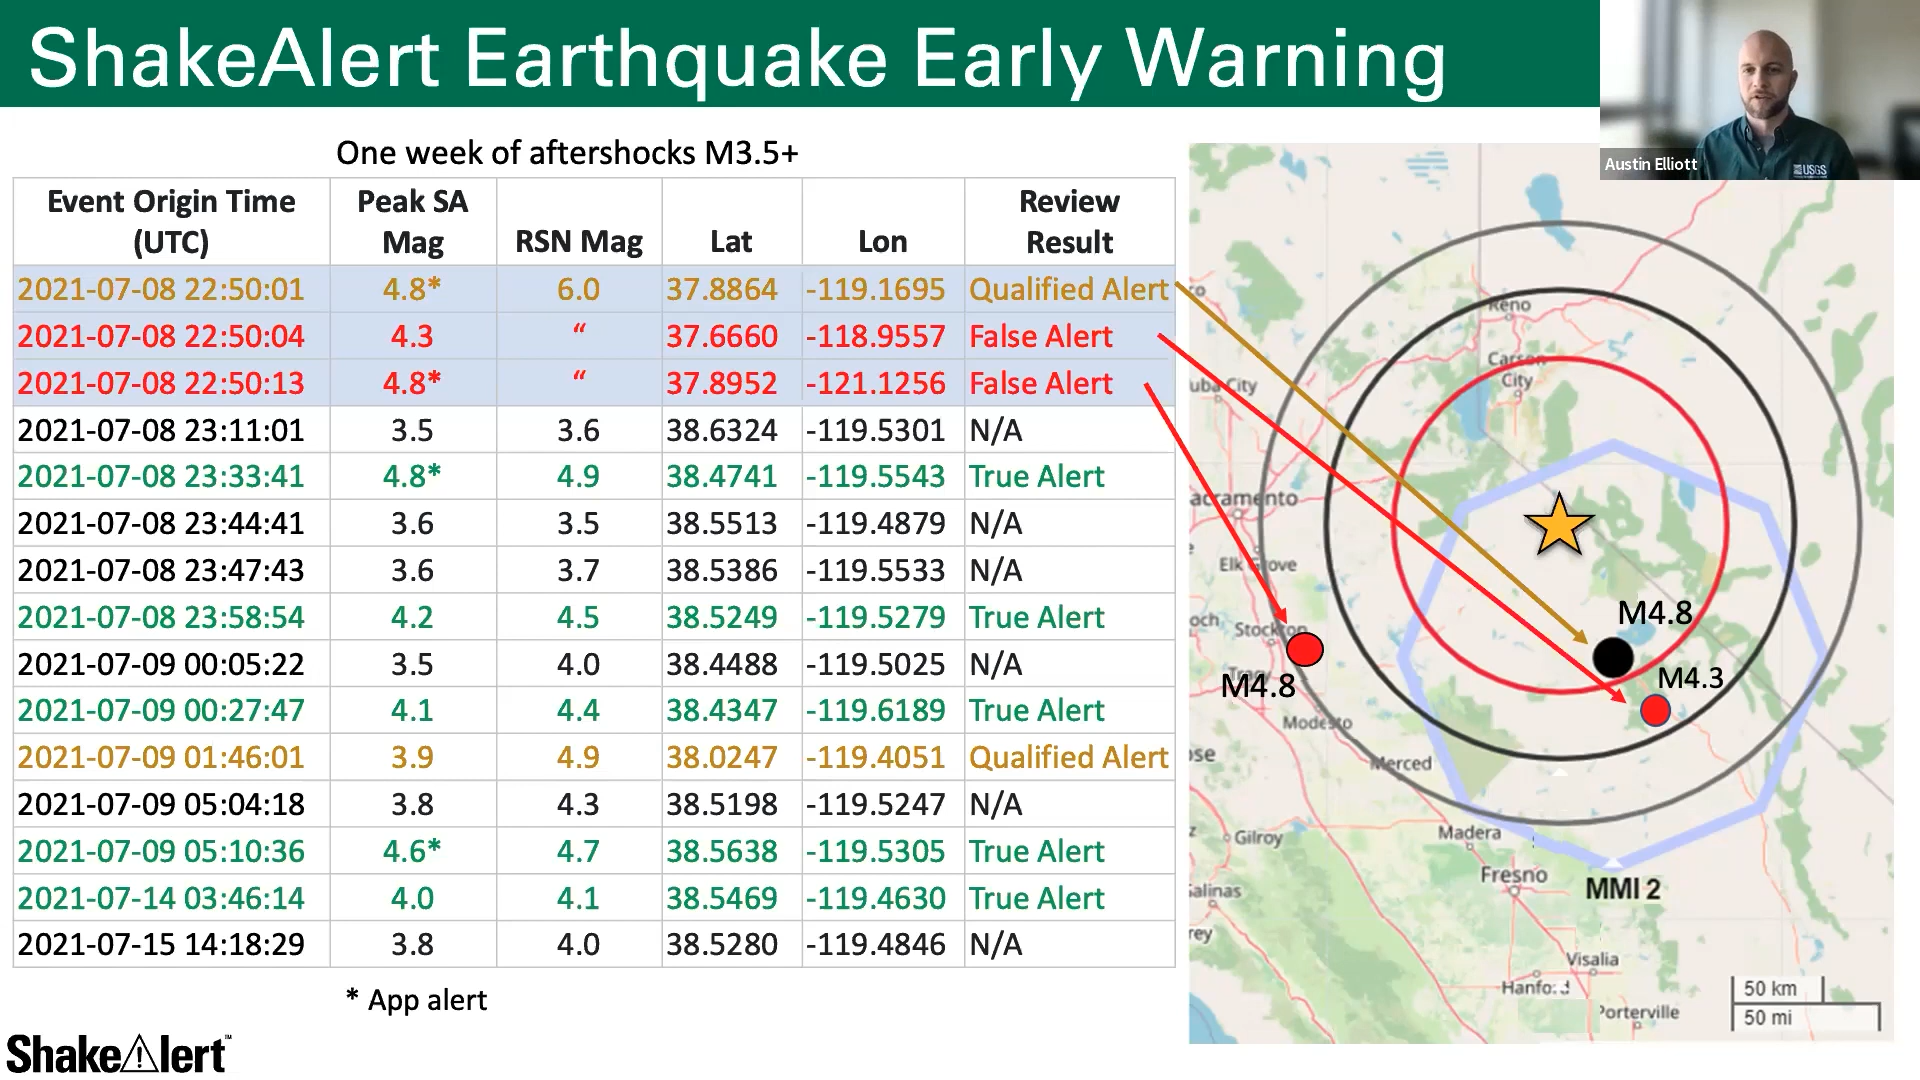 ShakeAlert Earthquake Early Warning
Austin Elliott
USGS
One week of aftershocks M3.5+
Event Origin Time (UTC) Peak SA Mag RSN Mag Lat Lon Review Result
2021-07-08 22:50:01 4.8* 6.0 37.8864 -119.1695 Qualified Alert
2021-07-08 22:50:04 4.3 “ 37.6660 -118.9557 False Alert
2021-07-08 22:50:13 4.8* “ 37.8952 -121.1256 False Alert
2021-07-08 23:11:01 3.5 3.6 38.6324 -119.5301 N/A
2021-07-08 23:33:41 4.8* 4.9 38.4741 -119.5543 True Alert
2021-07-08 23:44:41 3.6 3.5 38.5513 -119.4879 N/A
2021-07-08 23:47:43 3.6 3.7 38.5386 -119.5533 N/A
2021-07-08 23:58:54 4.2 4.5 38.5249 -119.5279 True Alert
2021-07-09 00:05:22 3.5 4.0 38.4488 -119.5025 N/A
2021-07-09 00:27:47 4.1 4.4 38.4347 -119.6189 True Alert
2021-07-09 01:46:01 3.9 4.9 38.0247 -119.4051 Qualified Alert
2021-07-09 05:04:18 3.8 4.3 38.5198 -119.5247 N/A
2021-07-09 05:10:36 4.6* 4.7 38.5638 -119.5305 True Alert
2021-07-14 03:46:14 4.0 4.1 38.5469 -119.4630 True Alert
2021-07-15 14:18:29 3.8 4.0 38.5280 -119.4846 N/A
* App alert
ShakeAlert™
Reno
Carson City
uba City
acramento
Elk Grove
och
Stockton
Tracy
M4.8
M4.8
M4.3
Modesto
ose
Merced
Gilroy
Madera
Fresno
MMI 2
Salinas
rey
Visalia
Hanford
Porterville
50 km
50 mi